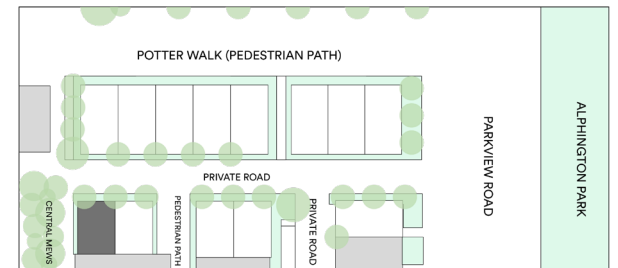 POTTER WALK (PEDESTRIAN PATH)
PARKVIEW ROAD
ALPHINGTON PARK
PRIVATE ROAD
CENTRAL MEWS
PEDESTRIAN PATH
PRIVATE ROAD